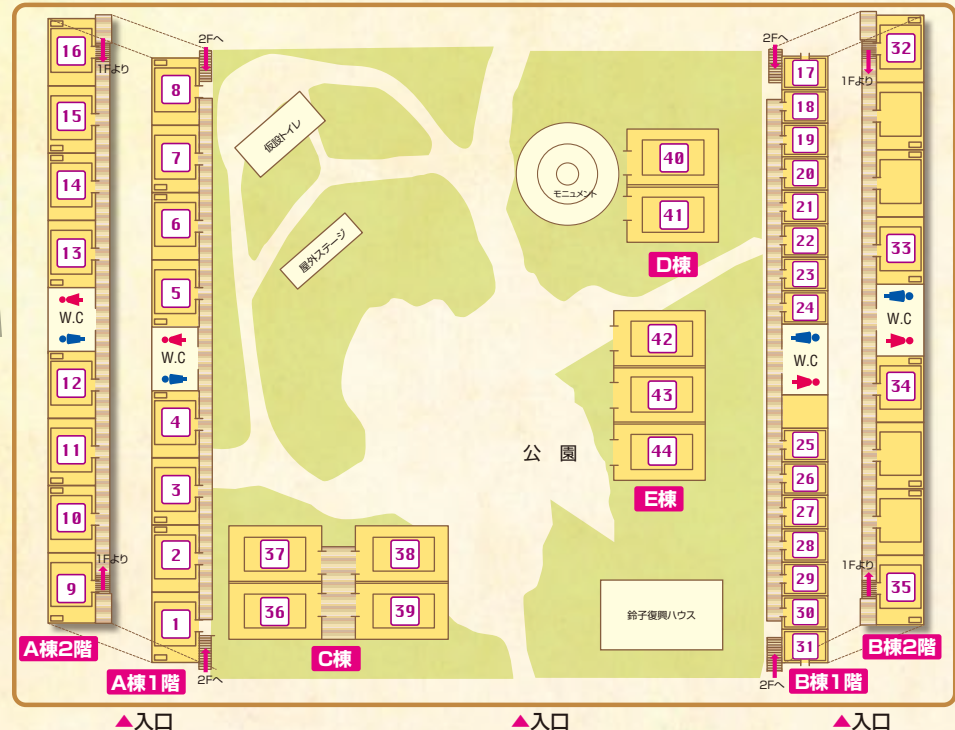 16
1Fより
15
14
13
W.C
12
11
10
1Fより
9
A棟2階
2Fへ
8
7
6
5
W.C
4
3
2
1
2Fへ
A棟1階
仮設トイレ
屋外ステージ
モニュメント
40
41
D棟
42
43
44
E棟
公園
37
38
36
39
C棟
鈴子復興ハウス
2Fへ
17
18
19
20
21
22
23
24
W.C
25
26
27
28
29
30
31
2Fへ
B棟1階
32
1Fより
33
W.C
34
1Fより
35
B棟2階
▲入口
▲入口
▲入口